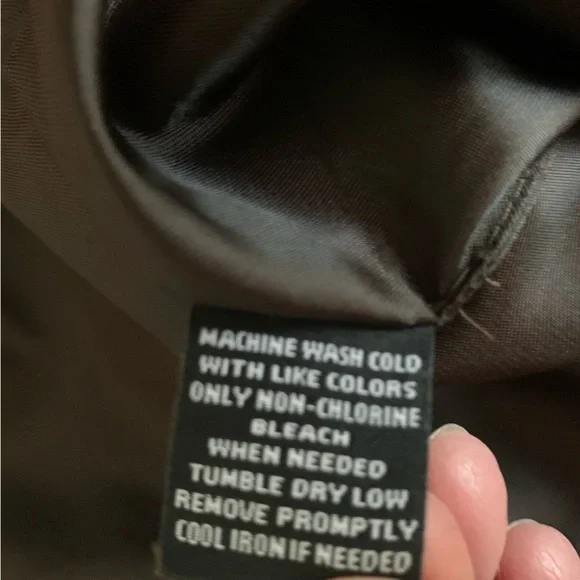 MACHINE WASH COLD
WITH LIKE COLORS
ONLY NON-CHLORINE
BLEACH
WHEN NEEDED
TUMBLE DRY LOW
REMOVE PROMPTLY
COOL IRON IF NEEDED